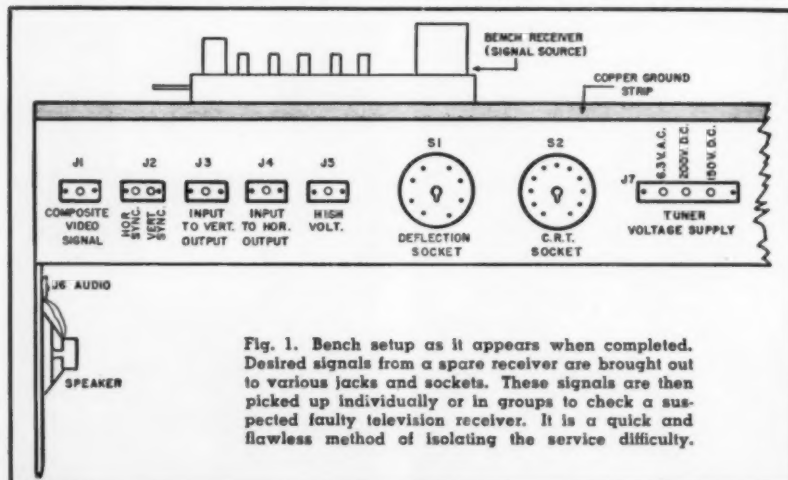 BENCH RECEIVER
(SIGNAL SOURCE)
COPPER GROUND
STRIP
J1
J2
J3
J4
J5
S1
S2
J7
6.3 V. A.C.
200V. D.C.
150V. D.C.
COMPOSITE
VIDEO
SIGNAL
HOR
SYNC.
VERT
SYNC.
INPUT
TO VERT.
OUTPUT
INPUT
TO HOR.
OUTPUT
HIGH
VOLT.
DEFLECTION
SOCKET
C.R.T.
SOCKET
TUNER
VOLTAGE SUPPLY
J6 AUDIO
SPEAKER
Fig. 1. Bench setup as it appears when completed.
Desired signals from a spare receiver are brought out
to various jacks and sockets. These signals are then
picked up individually or in groups to check a sus-
pected faulty television receiver. It is a quick and
flawless method of isolating the service difficulty.